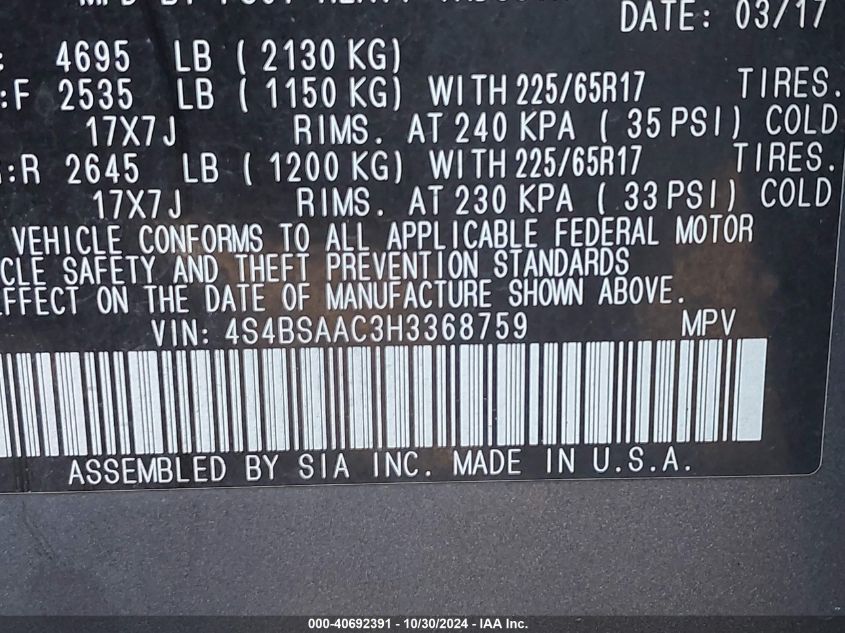 DATE: 03/17
4695 LB ( 2130 KG)
:F 2535 LB ( 1150 KG) WITH 225/65R17 TIRES.
17X7J RIMS. AT 240 KPA ( 35 PSI) COLD
:R 2645 LB ( 1200 KG) WITH 225/65R17 TIRES.
17X7J RIMS. AT 230 KPA ( 33 PSI) COLD
VEHICLE CONFORMS TO ALL APPLICABLE FEDERAL MOTOR
CLE SAFETY AND THEFT PREVENTION STANDARDS
EFFECT ON THE DATE OF MANUFACTURE SHOWN ABOVE.
VIN: 4S4BSAAC3H3368759 MPV
ASSEMBLED BY SIA INC. MADE IN U.S.A.
000-40692391 - 10/30/2024 - IAA Inc.